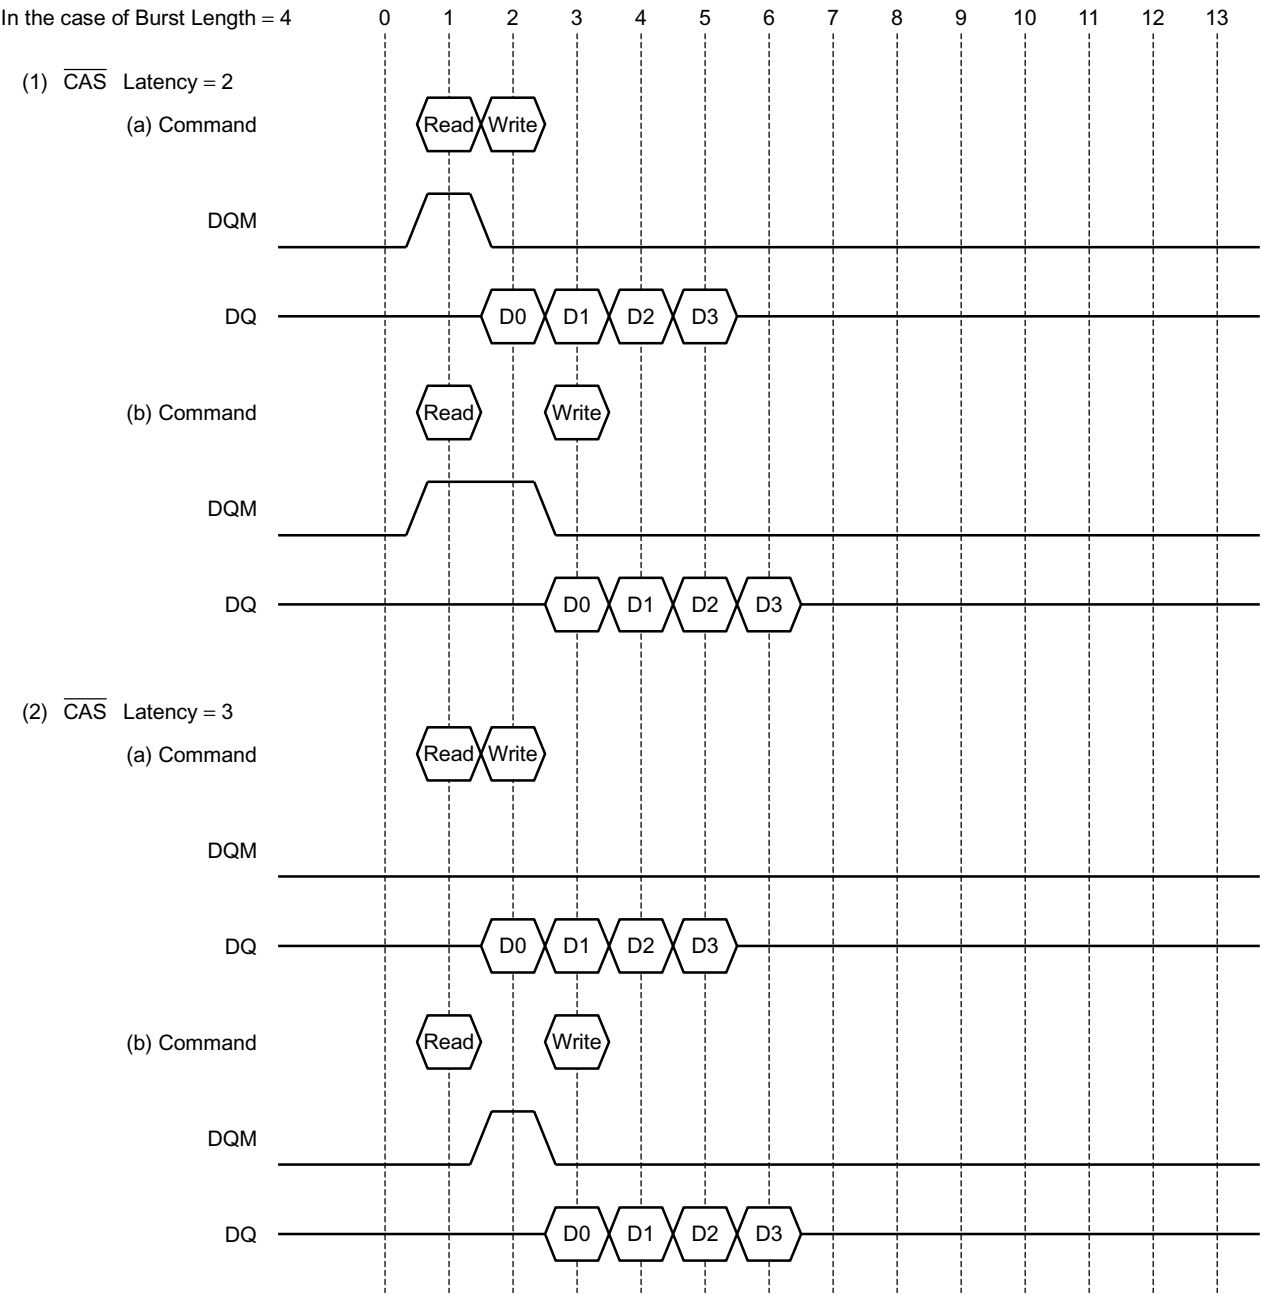 In the case of Burst Length = 4 0 1 2 3 4 5 6 7 8 9 10 11 12 13
(1) CAS Latency = 2
(a) Command Read Write
DQM
DQ D0 D1 D2 D3
(b) Command Read Write
DQM
DQ D0 D1 D2 D3
(2) CAS Latency = 3
(a) Command Read Write
DQM
DQ D0 D1 D2 D3
(b) Command Read Write
DQM
DQ D0 D1 D2 D3